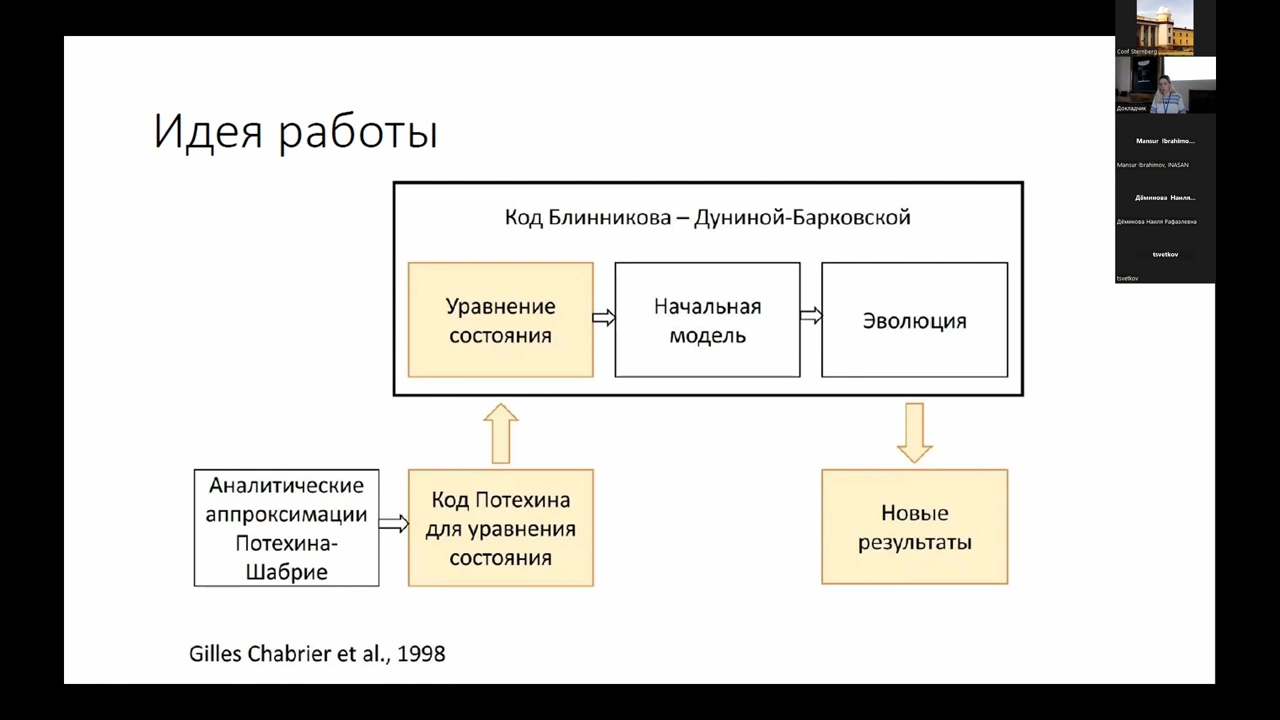 Идея работы
Код Блинникова – Дуниной-Барковской
Уравнение
состояния
Начальная
модель
Эволюция
Аналитические
аппроксимации
Потехина-
Шабрие
Код Потехина
для уравнения
состояния
Новые
результаты
Gilles Chabrier et al., 1998
Conf Sternberg
Докладчик
Mansur Ibrahimo...
Mansur Ibrahimov, INASAN
Дёминова Наиля...
Дёминова Наиля Рафаэлевна
tsvetkov
tsvetkov